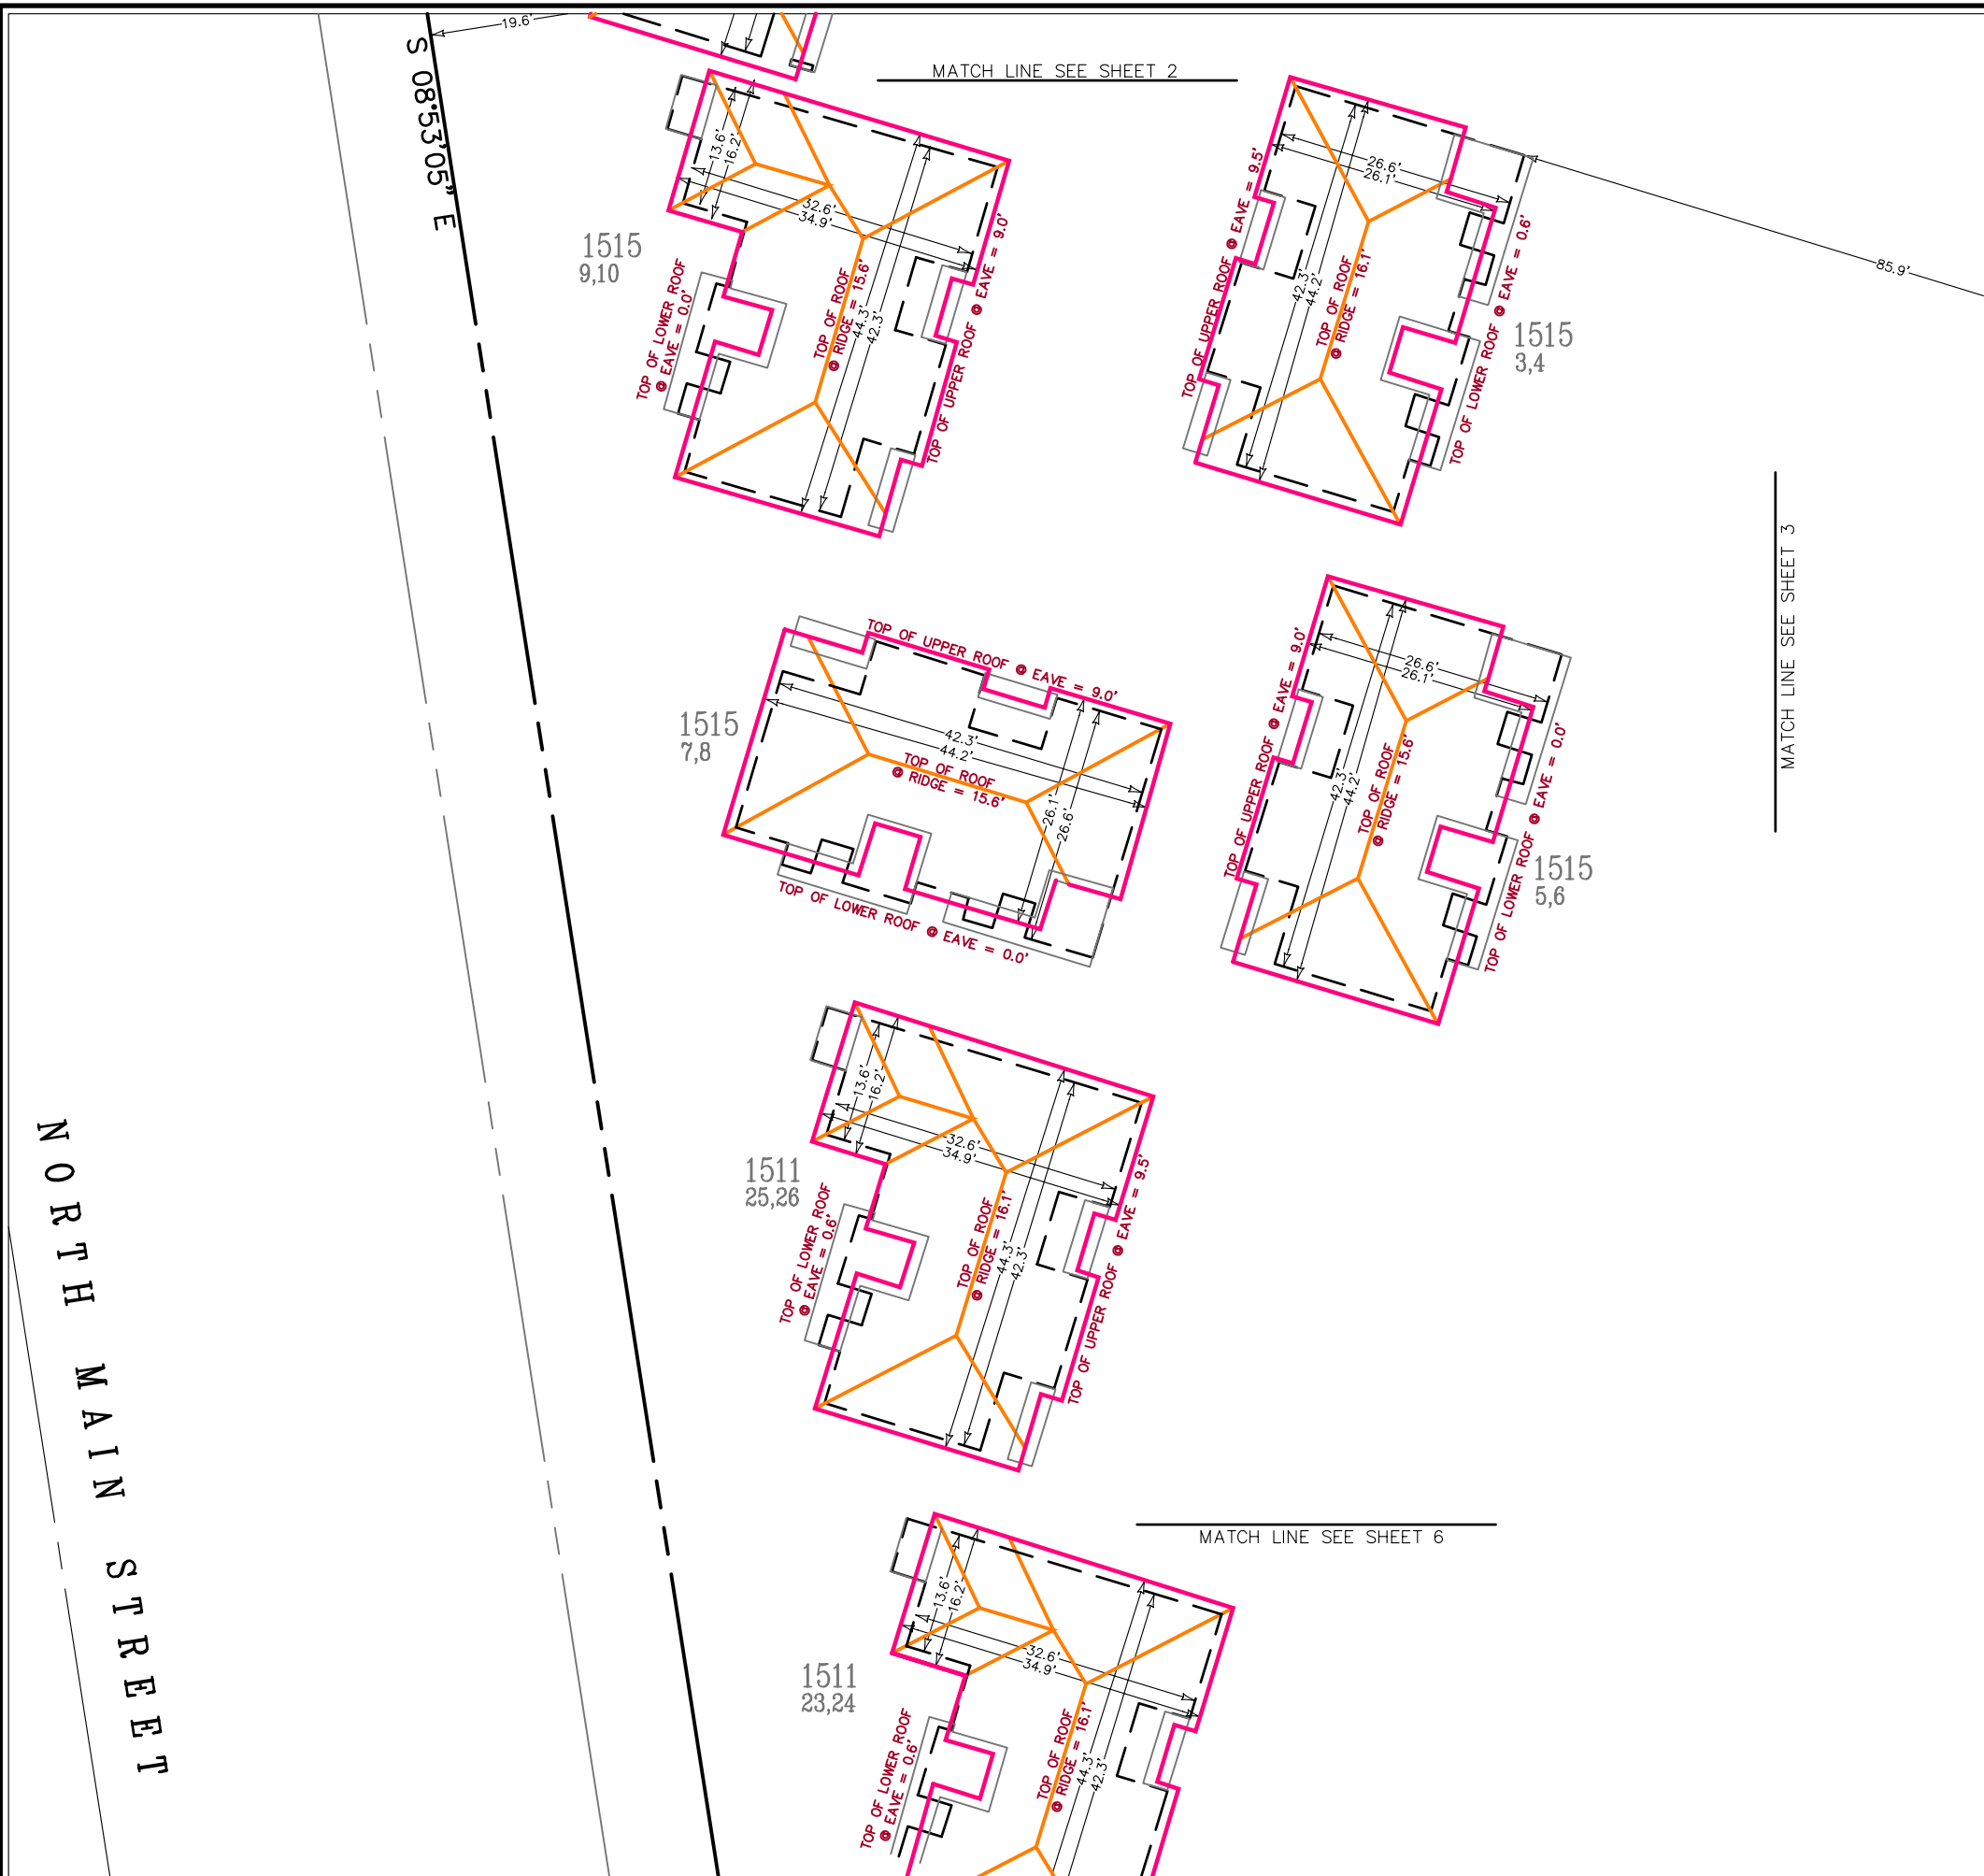 19.6'
S 08°53'05" E
MATCH LINE SEE SHEET 2
13.6'
16.2'
32.6'
34.9'
44.3'
42.3'
1515
9,10
TOP OF LOWER ROOF
@ EAVE = 0.0'
TOP OF ROOF
@ RIDGE = 15.6'
TOP OF UPPER ROOF @ EAVE = 9.0'
26.6'
26.1'
42.3'
44.2'
TOP OF UPPER ROOF @ EAVE = 9.5'
TOP OF ROOF
@ RIDGE = 16.1'
TOP OF LOWER ROOF @ EAVE = 0.6'
1515
3,4
85.9'
MATCH LINE SEE SHEET 3
TOP OF UPPER ROOF @ EAVE = 9.0'
1515
7,8
42.3'
44.2'
TOP OF ROOF
@ RIDGE = 15.6'
26.1'
26.6'
TOP OF LOWER ROOF @ EAVE = 0.0'
26.6'
26.1'
42.3'
44.2'
TOP OF UPPER ROOF @ EAVE = 9.0'
TOP OF ROOF
@ RIDGE = 15.6'
TOP OF LOWER ROOF @ EAVE = 0.0'
1515
5,6
13.6'
16.2'
32.6'
34.9'
44.3'
42.3'
1511
25,26
TOP OF LOWER ROOF
@ EAVE = 0.6'
TOP OF ROOF
@ RIDGE = 16.1'
TOP OF UPPER ROOF @ EAVE = 9.5'
NORTH MAIN STREET
MATCH LINE SEE SHEET 6
13.6'
16.2'
32.6'
34.9'
44.3'
42.3'
1511
23,24
TOP OF LOWER ROOF
@ EAVE = 0.6'
TOP OF ROOF
@ RIDGE = 16.1'